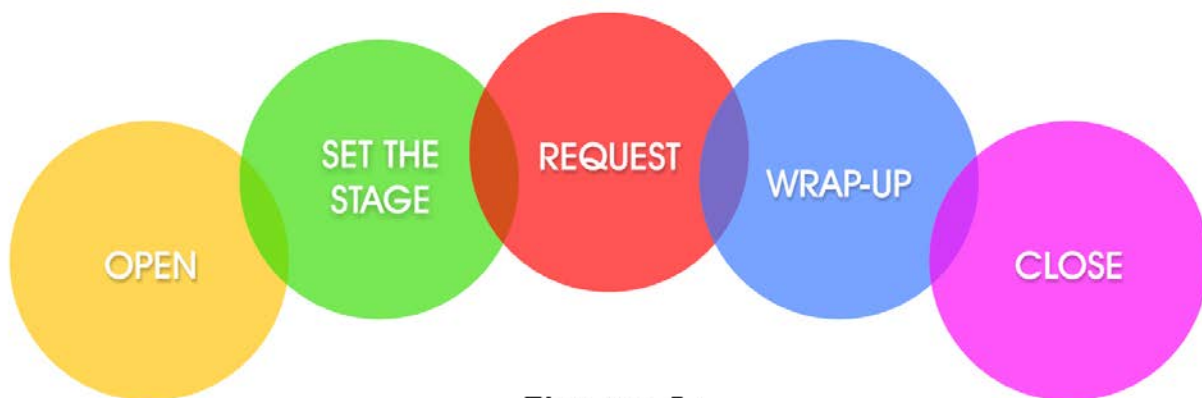 OPEN
SET THE
STAGE
REQUEST
WRAP-UP
CLOSE